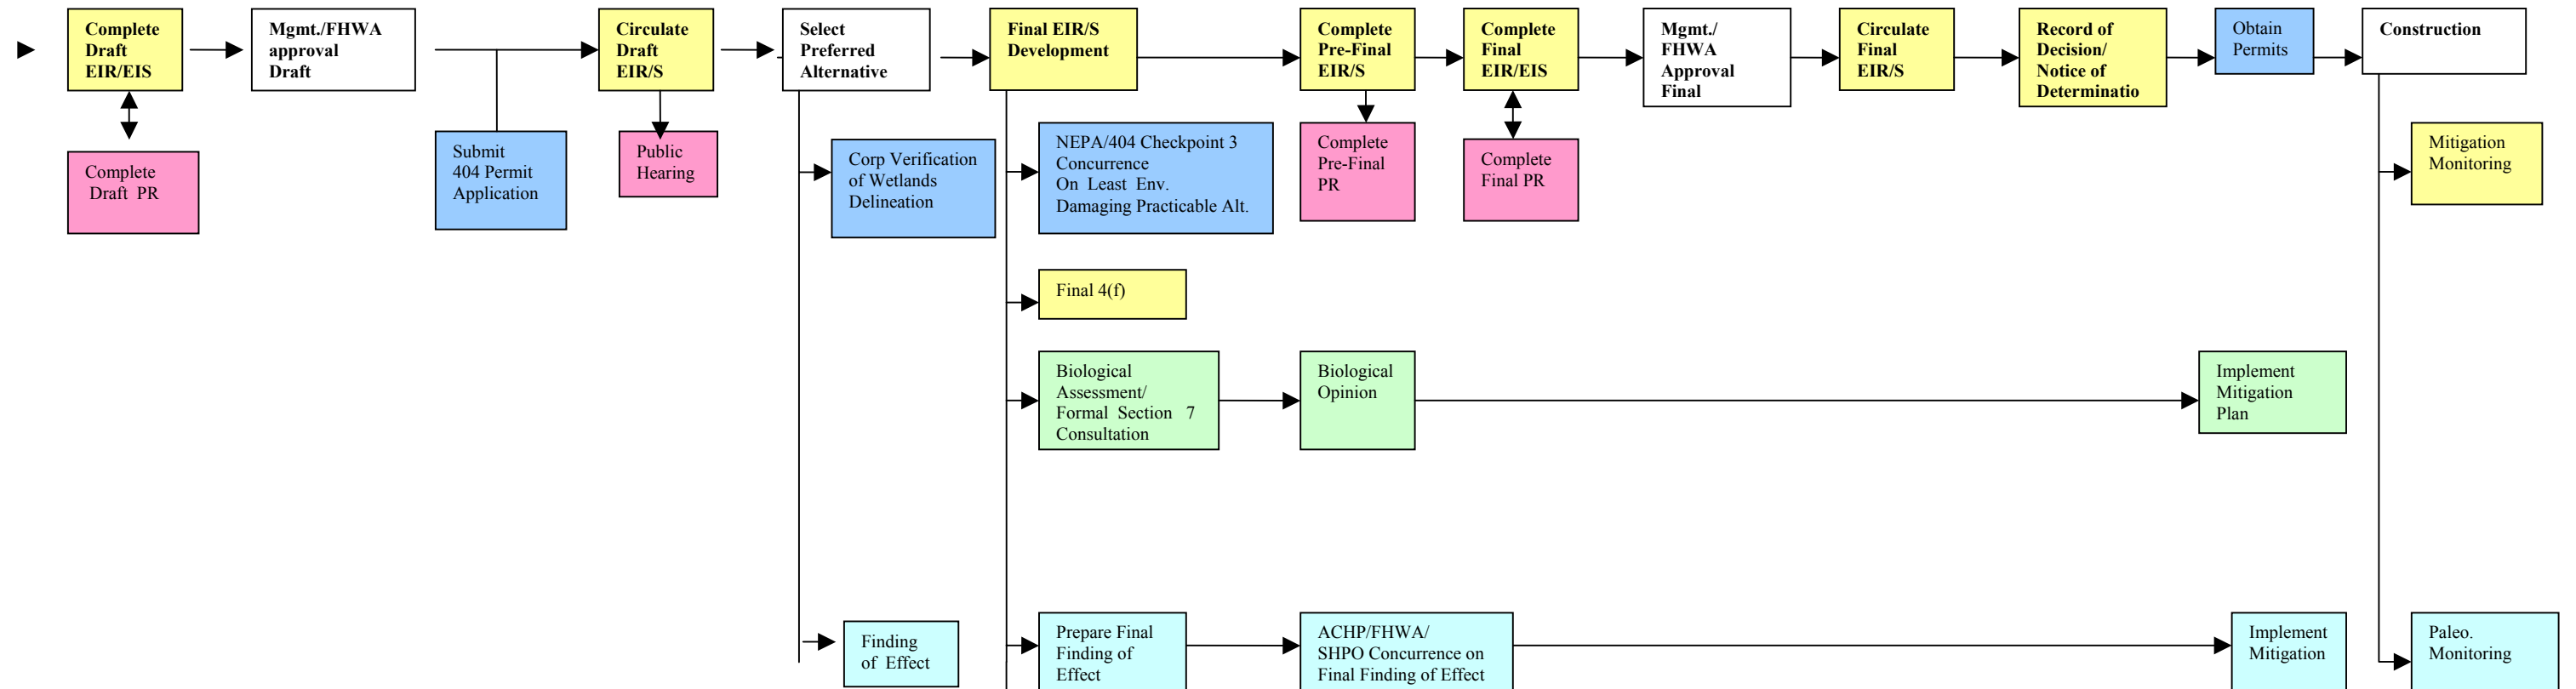 Complete
Draft
EIR/EIS
Mgmt./FHWA
approval
Draft
Circulate
Draft
EIR/S
Select
Preferred
Alternative
Final EIR/S
Development
Complete
Pre-Final
EIR/S
Complete
Final
EIR/EIS
Mgmt./
FHWA
Approval
Final
Circulate
Final
EIR/S
Record of
Decision/
Notice of
Determinatio
Obtain
Permits
Construction
Complete
Draft PR
Submit
404 Permit
Application
Public
Hearing
Corp Verification
of Wetlands
Delineation
NEPA/404 Checkpoint 3
Concurrence
On Least Env.
Damaging Practicable Alt.
Complete
Pre-Final
PR
Complete
Final PR
Mitigation
Monitoring
Final 4(f)
Biological
Assessment/
Formal Section 7
Consultation
Biological
Opinion
Implement
Mitigation
Plan
Finding
of Effect
Prepare Final
Finding of
Effect
ACHP/FHWA/
SHPO Concurrence on
Final Finding of Effect
Implement
Mitigation
Paleo.
Monitoring